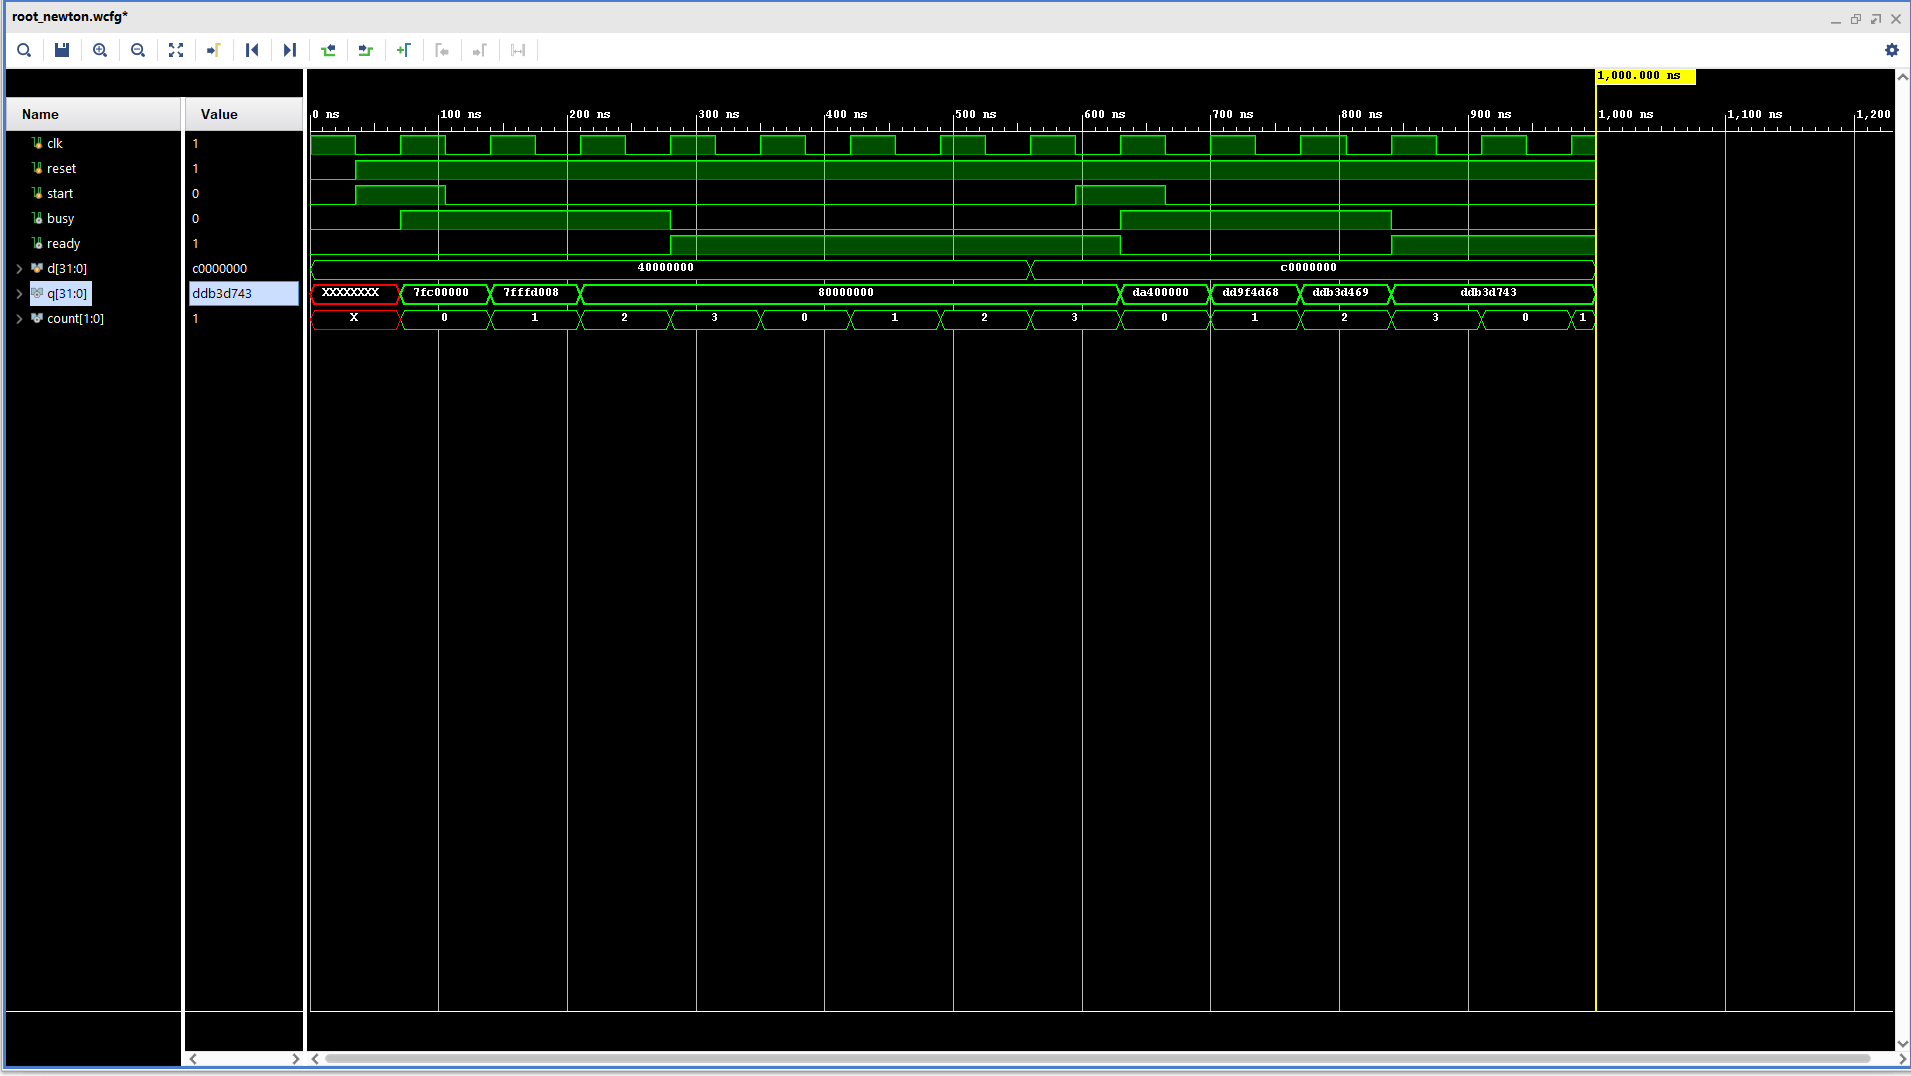 root_newton.wcfg*
1,000.000 ns
Name Value
0 ns 100 ns 200 ns 300 ns 400 ns 500 ns 600 ns 700 ns 800 ns 900 ns 1,000 ns 1,100 ns 1,200
clk 1
reset 1
start 0
busy 0
ready 1
d[31:0] c0000000 40000000 c0000000
q[31:0] ddb3d743 XXXXXXXX 7fc00000 7fffd008 80000000 da400000 dd9f4d68 ddb3d469 ddb3d743
count[1:0] 1 X 0 1 2 3 0 1 2 3 0 1 2 3 0 1